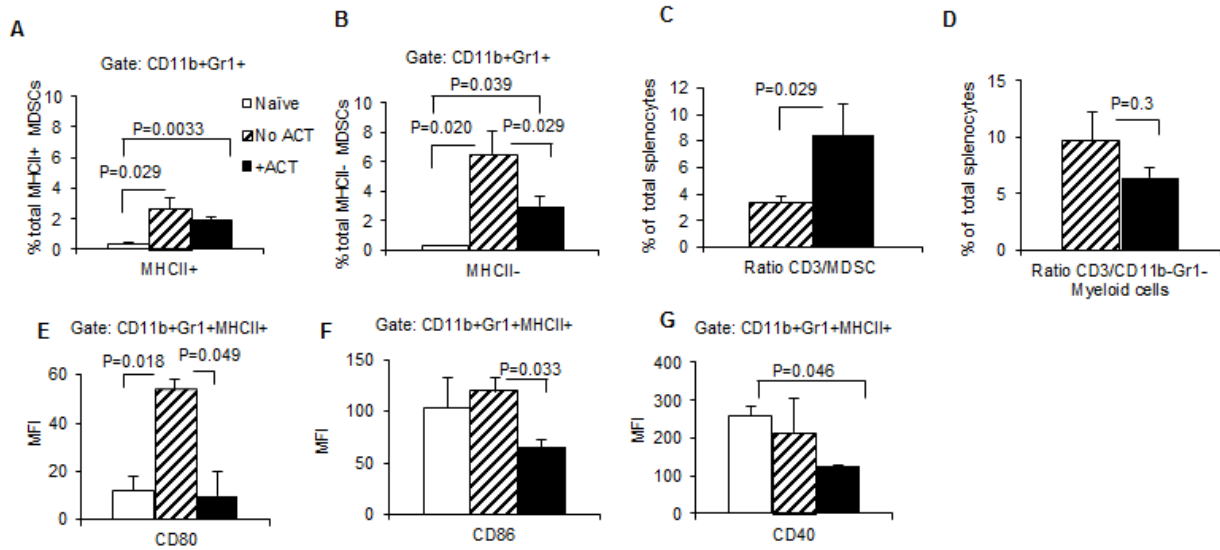 A
Gate: CD11b+Gr1+
% total MHCII+ MDSCs
10
8
6
4
2
0
P=0.0033
P=0.029
MHCII+
Naïve
No ACT
+ACT
B
Gate: CD11b+Gr1+
% total MHCII- MDSCs
10
8
6
4
2
0
P=0.039
P=0.020
P=0.029
MHCII-
C
% of total splenocytes
12
10
8
6
4
2
0
P=0.029
Ratio CD3/MDSC
D
% of total splenocytes
15
10
5
0
P=0.3
Ratio CD3/CD11b-Gr1-
Myeloid cells
E
Gate: CD11b+Gr1+MHCII+
MFI
60
40
20
0
P=0.018
P=0.049
CD80
F
Gate: CD11b+Gr1+MHCII+
MFI
150
100
50
0
P=0.033
CD86
G
Gate: CD11b+Gr1+MHCII+
MFI
400
300
200
100
0
P=0.046
CD40